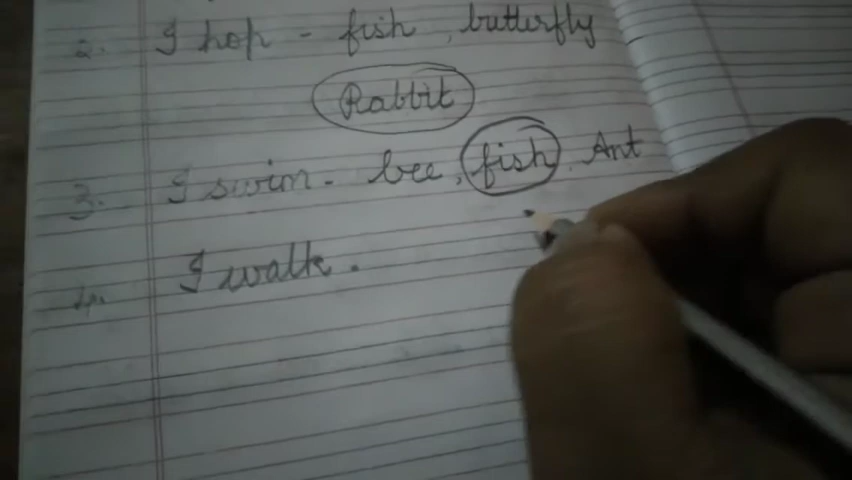 2. I hop - fish, butterfly
Rabbit
3. I swim - bee, fish, Ant
4. I walk.